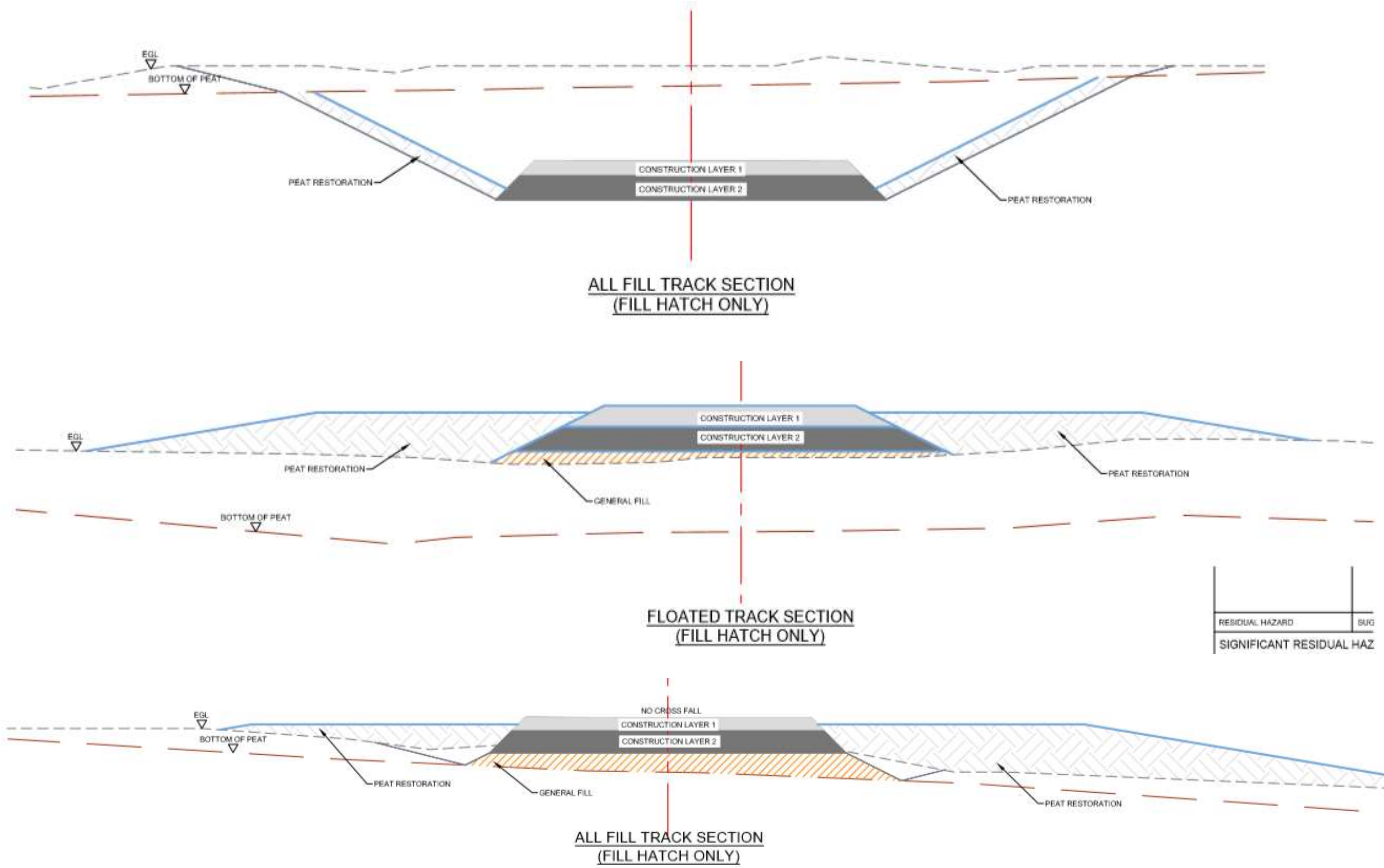 EGL
BOTTOM OF PEAT
CONSTRUCTION LAYER 1
CONSTRUCTION LAYER 2
PEAT RESTORATION
PEAT RESTORATION
ALL FILL TRACK SECTION
(FILL HATCH ONLY)
CONSTRUCTION LAYER 1
EGL
CONSTRUCTION LAYER 2
PEAT RESTORATION
PEAT RESTORATION
GENERAL FILL
BOTTOM OF PEAT
FLOATED TRACK SECTION
(FILL HATCH ONLY)
RESIDUAL HAZARD
SUG
SIGNIFICANT RESIDUAL HAZ
NO CROSS FALL
EGL
CONSTRUCTION LAYER 1
BOTTOM OF PEAT
CONSTRUCTION LAYER 2
PEAT RESTORATION
GENERAL FILL
PEAT RESTORATION
ALL FILL TRACK SECTION
(FILL HATCH ONLY)